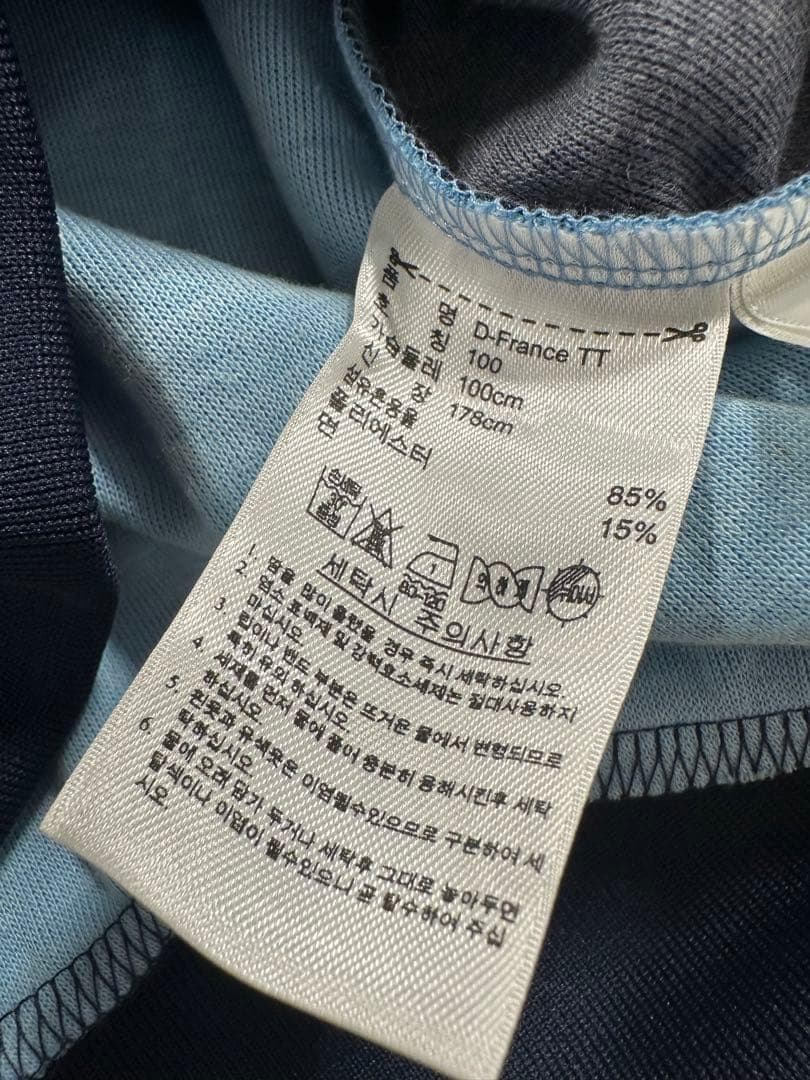 품 명 D-France TT
호 칭 100
가슴둘레 100cm
신 장 178cm
섬유혼용율
폴리에스터 85%
면 15%
세탁시 주의사항
1. 땀을 많이 흘렸을 경우 즉시 세탁하십시오.
2. 염소 표백제 및 강력효소세제는 절대사용하지
마십시오
3. 탑이나 밴드 부분은 뜨거운 물에서 변형되므로
특히 유의 하십시오
4. 세제를 먼저 물에 풀어 충분히 용해시킨후 세탁
하십시오
5. 흰옷과 유색옷은 이염될수있으므로 구분하여 세
탁하십시오
6. 물에 오래 담가 두거나 세탁후 그대로 놓아두면
탈색이나 이염이 될수있으니 곧 탈수하여 주십
시오